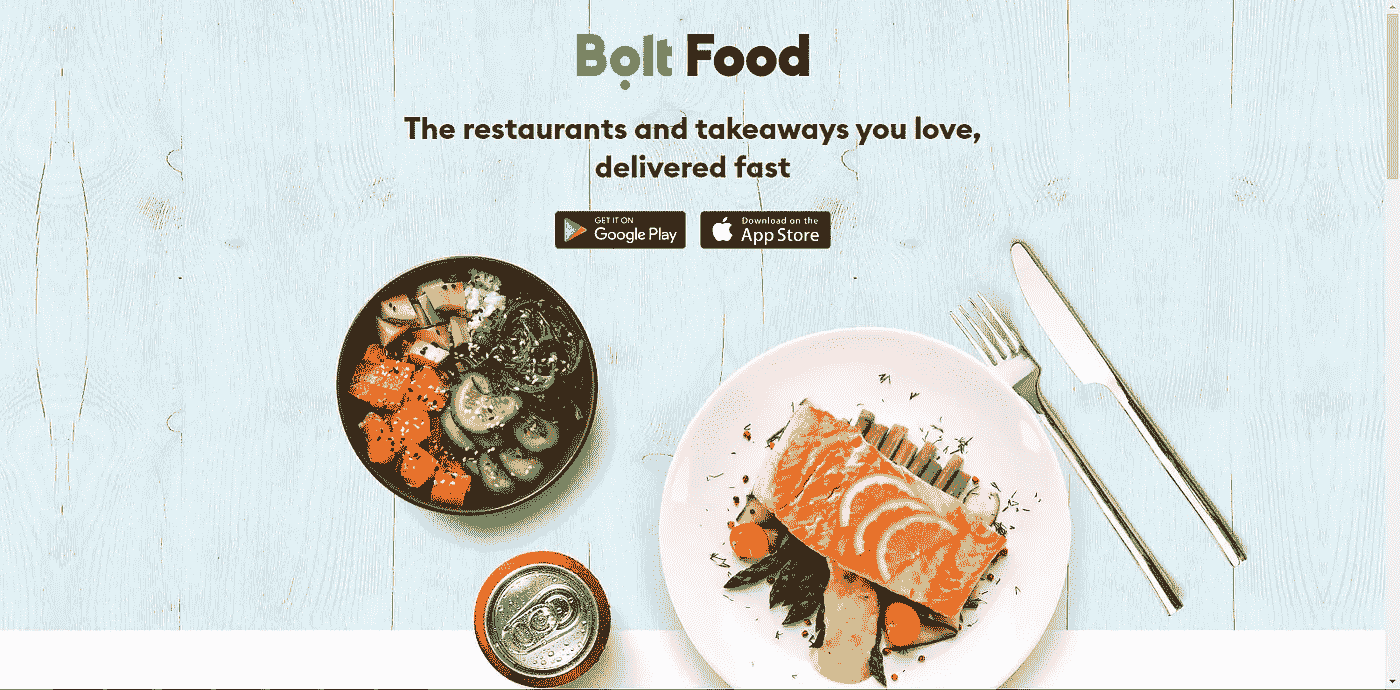 Bolt Food
The restaurants and takeaways you love,
delivered fast
GET IT ON
Google Play
Download on the
App Store